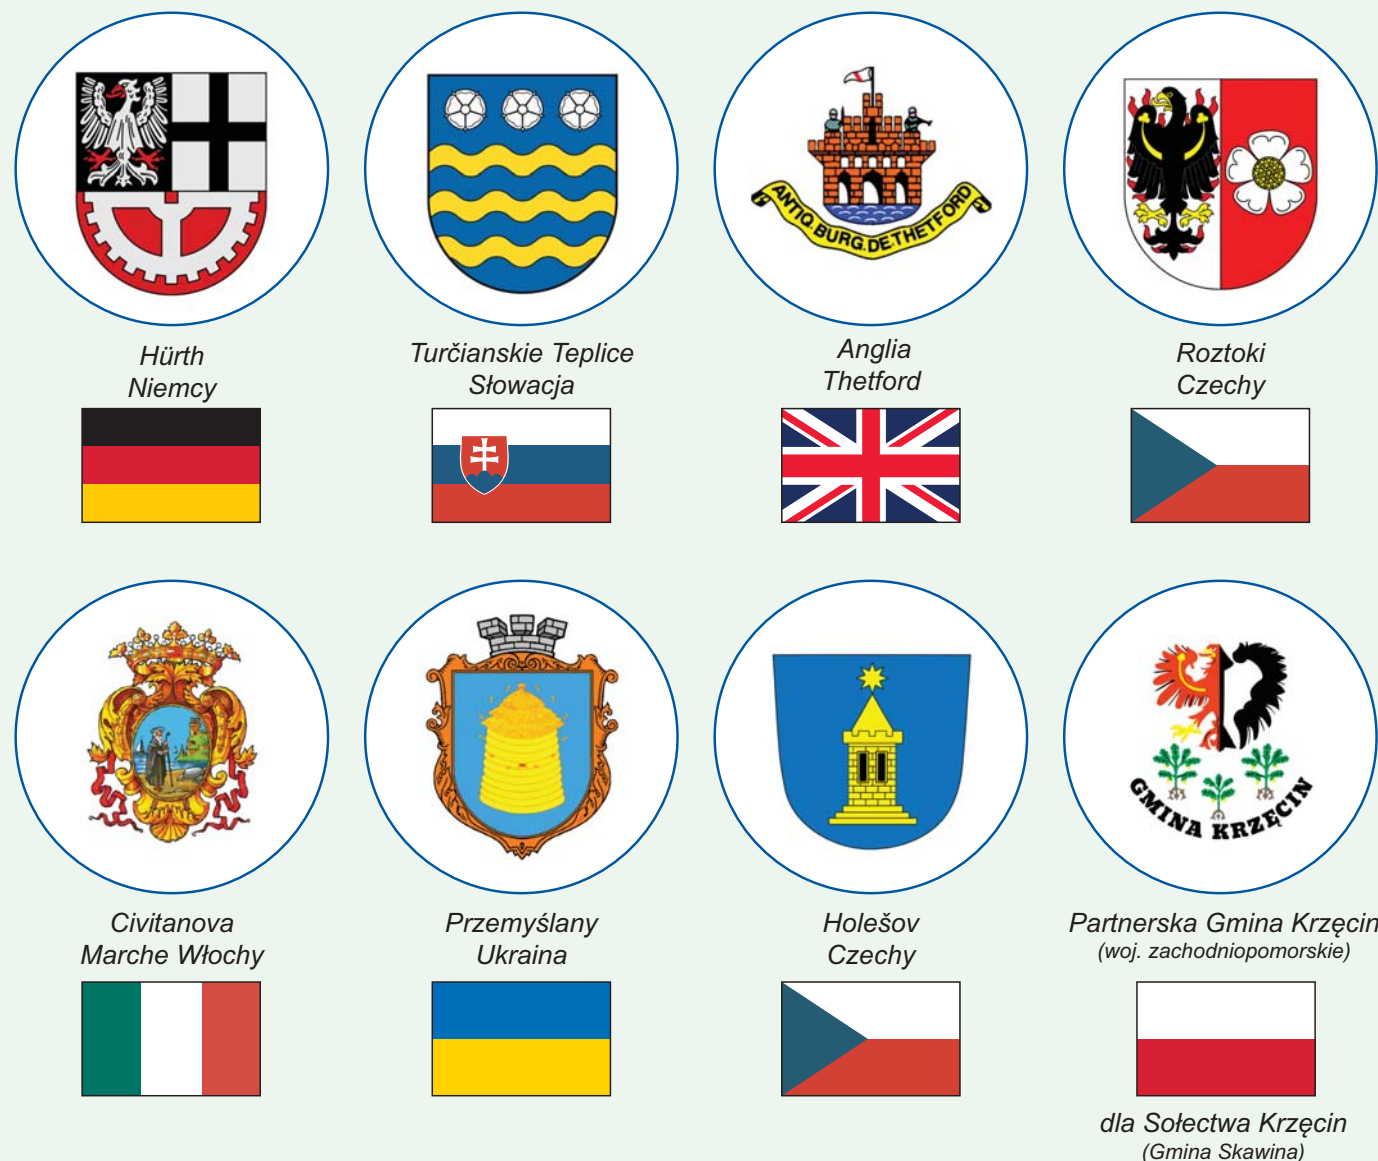 ANTIQ. BURG. DE. THETFORD
Hürth
Niemcy
Turčianskie Teplice
Słowacja
Anglia
Thetford
Roztoki
Czechy
GMINA KRZĘCIN
Civitanova
Marche Włochy
Przemyślany
Ukraina
Holešov
Czechy
Partnerska Gmina Krzęcin
(woj. zachodniopomorskie)
dla Sołectwa Krzęcin
(Gmina Skawina)